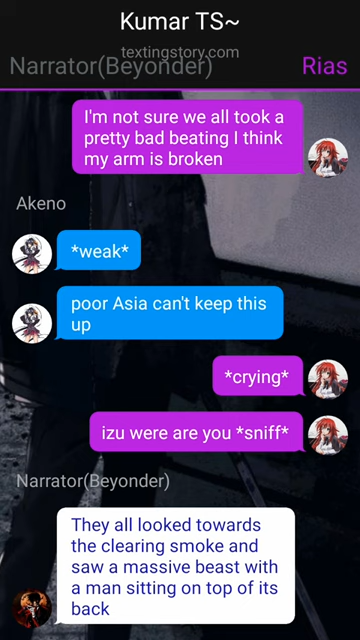 Kumar TS~
textingstory.com
Narrator(Beyonder)
Rias
I'm not sure we all took a
pretty bad beating I think
my arm is broken
Akeno
*weak*
poor Asia can't keep this
up
*crying*
izu were are you *sniff*
Narrator(Beyonder)
They all looked towards
the clearing smoke and
saw a massive beast with
a man sitting on top of its
back